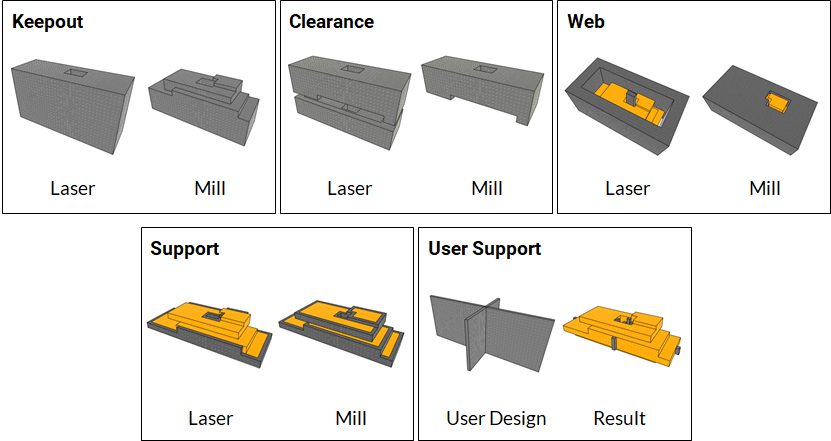 Keepout
Laser Mill
Clearance
Laser Mill
Web
Laser Mill
Support
Laser Mill
User Support
User Design Result